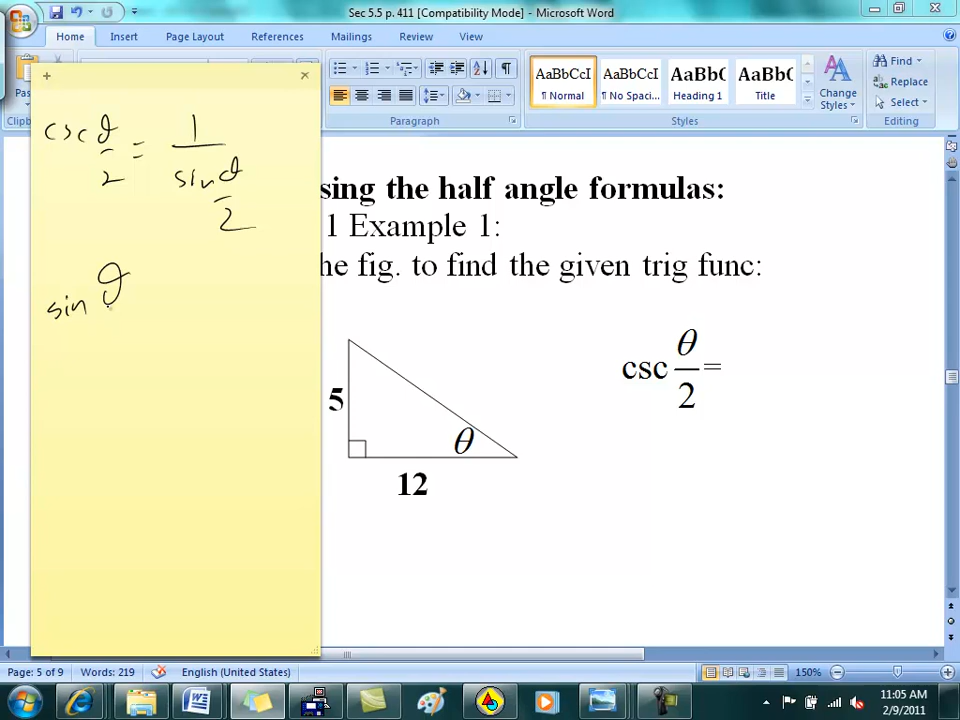 Sec 5.5 p. 411 [Compatibility Mode] - Microsoft Word
Home Insert Page Layout References Mailings Review View
AaBbCcI AaBbCcI AaBbC AaBbC
¶ Normal ¶ No Spaci... Heading 1 Title
Change Styles
Find
Replace
Select
Paragraph Styles Editing
csc θ/2 = 1 / sin θ/2
sin θ
sing the half angle formulas:
1 Example 1:
he fig. to find the given trig func:
5
θ
12
csc θ/2 =
Page: 5 of 9 Words: 219 English (United States) 150%
11:05 AM
2/9/2011